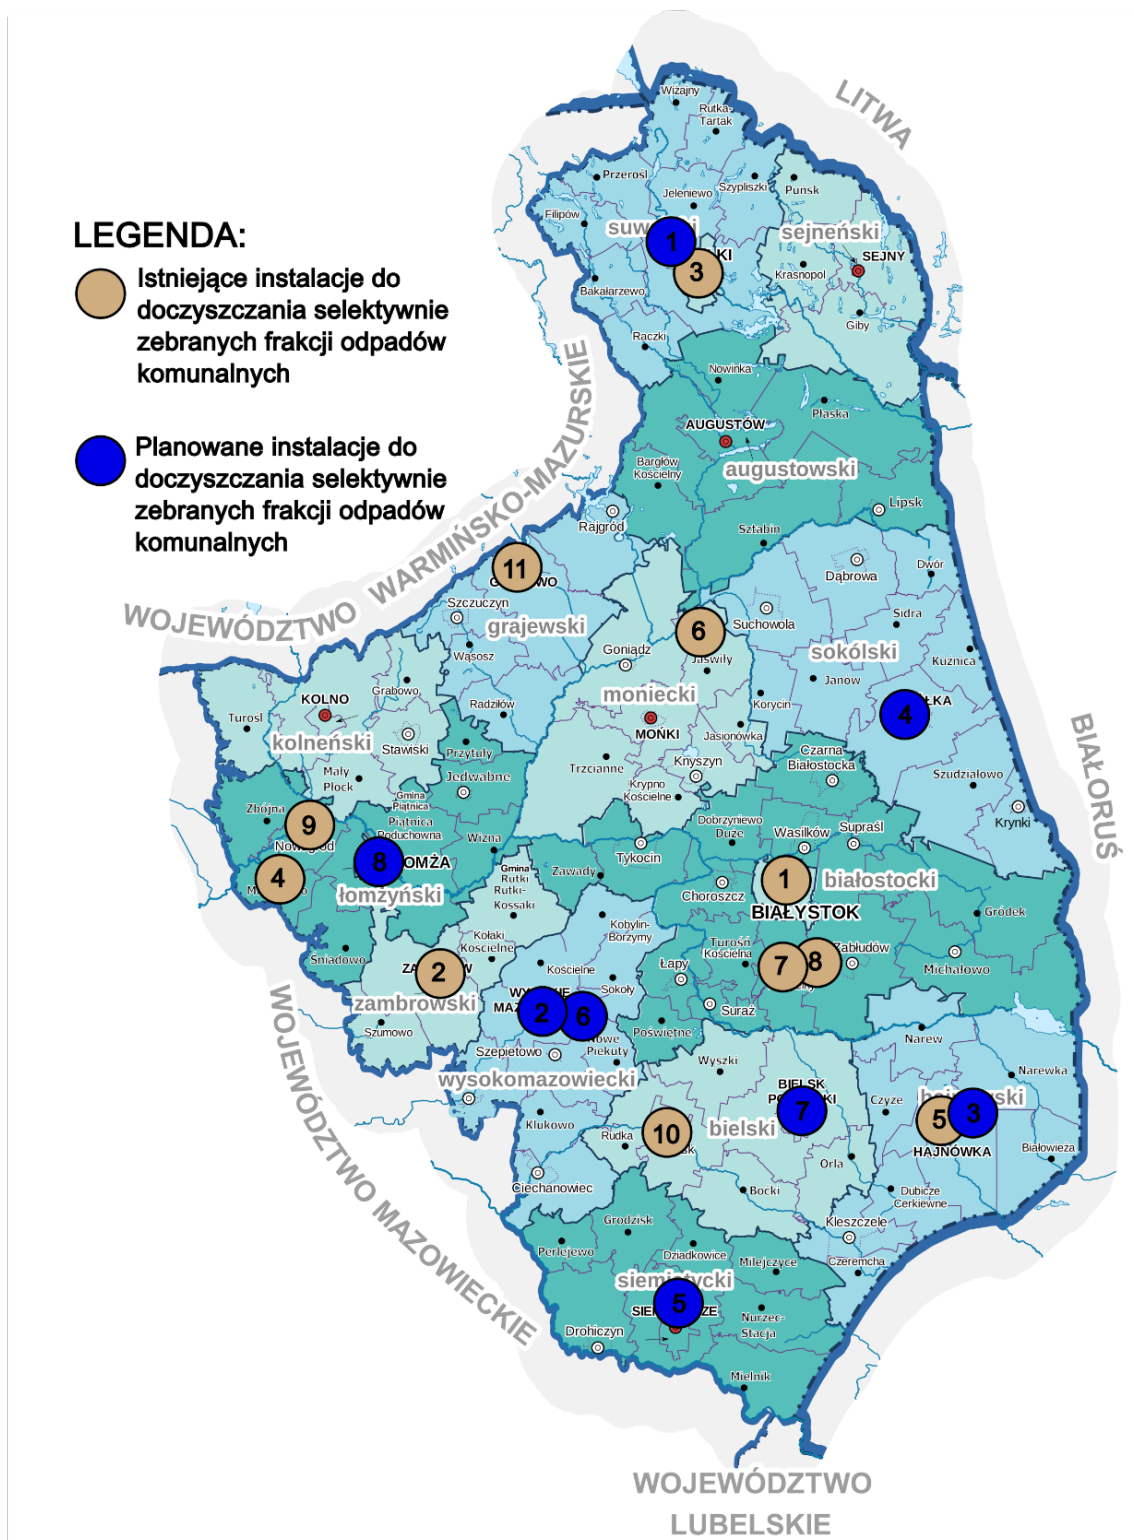 LITWA
Wiżajny
Rutka-
Tartak
Przerosl
Szypliszki
Punsk
Jeleniewo
Filipów
sejneński
LEGENDA:
1
SEJNY
Istniejące instalacje do
doczyszczania selektywnie
zebranych frakcji odpadów
komunalnych
3
Krasnopol
Bakałarzewo
Giby
Raczki
Nowinka
Płaska
AUGUSTÓW
Planowane instalacje do
doczyszczania selektywnie
zebranych frakcji odpadów
komunalnych
Bargłów
Kościelny
augustowski
Lipsk
Rajgród
Sztabin
WOJEWÓDZTWO WARMIŃSKO-MAZURSKIE
11
Dąbrowa
Dwór
Szczuczyn
grajewski
Suchowola
Sidra
6
Wąsosz
Goniądz
Jaświły
sokólski
Kuźnica
Grabowo
moniecki
Janów
KOLNO
Radziłów
Korycin
4
Turosl
MOŃKI
Jasionówka
kolneński
Stawiski
Przytuły
Czarna
Białostocka
BIAŁORUŚ
Mały
Płock
Jedwabne
Trzcianne
Knyszyn
Szudziałowo
Krypno
Kościelne
Gmina
Piątnica
Piątnica
Poduchowna
Zbójna
9
Krynki
Dobrzyniewo
Duże
Wasilków
Supraśl
Wizna
8
Tykocin
Gmina
Rutki
Rutki-
Kossaki
Zawady
4
łomżyński
Choroszcz
1
białostocki
BIAŁYSTOK
Gródek
Kobylin-
Borzymy
Kołaki
Kościelne
Sniadowo
Turośń
Kościelna
Zabłudów
Michałowo
2
Kościelne
Sokoły
Łapy
7
8
zambrowski
Suraż
2
6
Szumowo
Poświętne
Narew
Szepietowo
Nowe
Piekuty
Wyszki
Narewka
wysokomazowiecki
BIELSK
7
Czyże
5
3
Klukowo
Rudka
10
bielski
HAJNÓWKA
Białowieża
Orla
Ciechanowiec
Boćki
Dubicze
Cerkiewne
WOJEWÓDZTWO MAZOWIECKIE
Kleszczele
Grodzisk
Perlejewo
Dziadkowice
Milejczyce
Czeremcha
siemiatycki
5
Nurzec-
Stacja
Drohiczyn
Mielnik
WOJEWÓDZTWO
LUBELSKIE